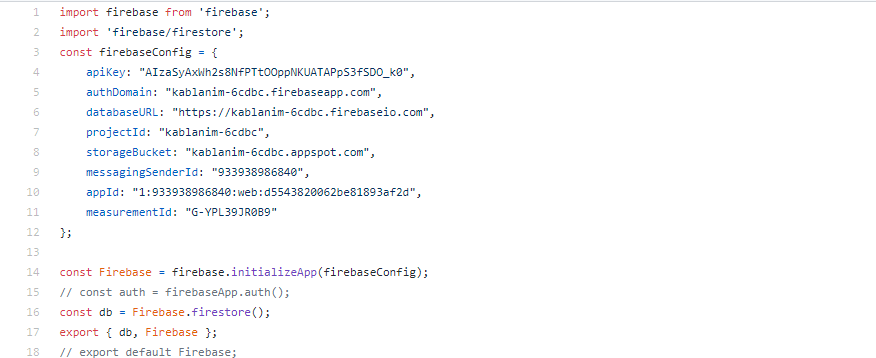 1 import firebase from 'firebase';
2 import 'firebase/firestore';
3 const firebaseConfig = {
4 apiKey: "AIzaSyAxWh2s8NfPTtOOppNKUATAPpS3fSDO_k0",
5 authDomain: "kablanim-6cdbc.firebaseapp.com",
6 databaseURL: "https://kablanim-6cdbc.firebaseio.com",
7 projectId: "kablanim-6cdbc",
8 storageBucket: "kablanim-6cdbc.appspot.com",
9 messagingSenderId: "933938986840",
10 appId: "1:933938986840:web:d5543820062be81893af2d",
11 measurementId: "G-YPL39JR0B9"
12 };
13
14 const Firebase = firebase.initializeApp(firebaseConfig);
15 // const auth = firebaseApp.auth();
16 const db = Firebase.firestore();
17 export { db, Firebase };
18 // export default Firebase;